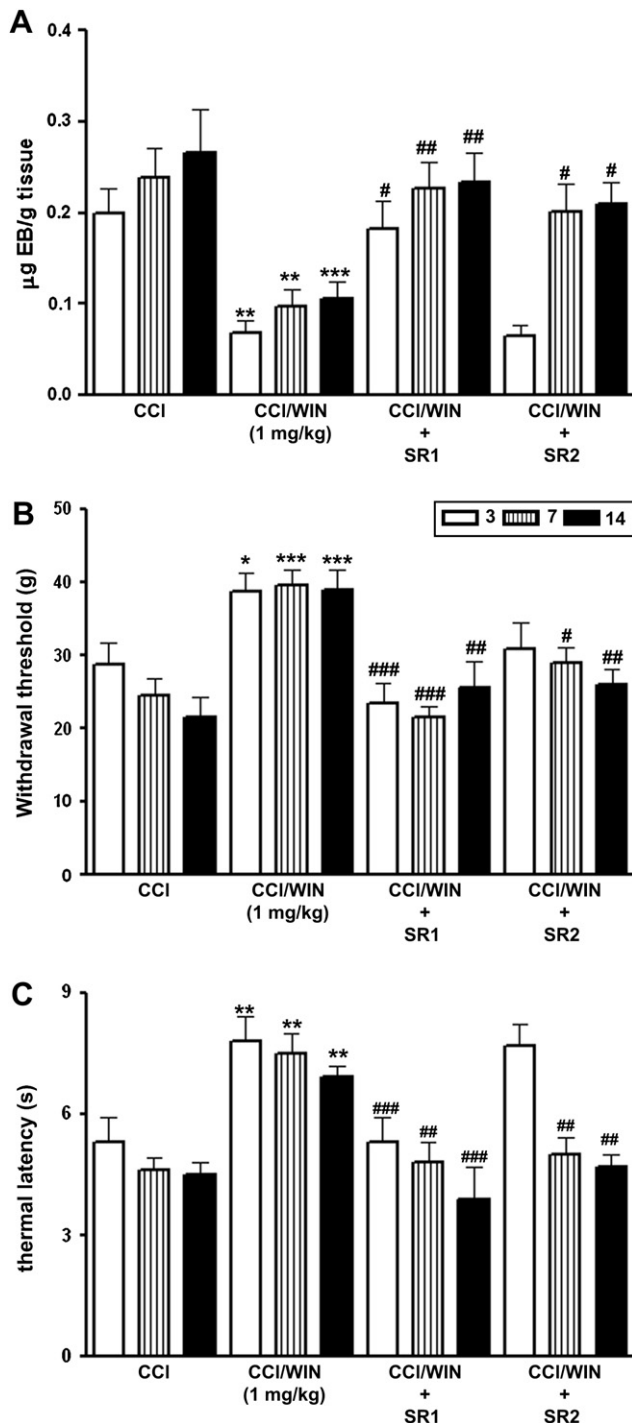 A
µg EB/g tissue
0.4
0.3
0.2
0.1
0.0
** ** ***
# ## ##
# #
CCI
CCI/WIN
(1 mg/kg)
CCI/WIN
+
SR1
CCI/WIN
+
SR2
B
Withdrawal threshold (g)
50
40
30
20
10
0
3 7 14
* *** ***
### ### ##
# ##
CCI
CCI/WIN
(1 mg/kg)
CCI/WIN
+
SR1
CCI/WIN
+
SR2
C
thermal latency (s)
9
6
3
0
** ** **
### ## ###
## ##
CCI
CCI/WIN
(1 mg/kg)
CCI/WIN
+
SR1
CCI/WIN
+
SR2